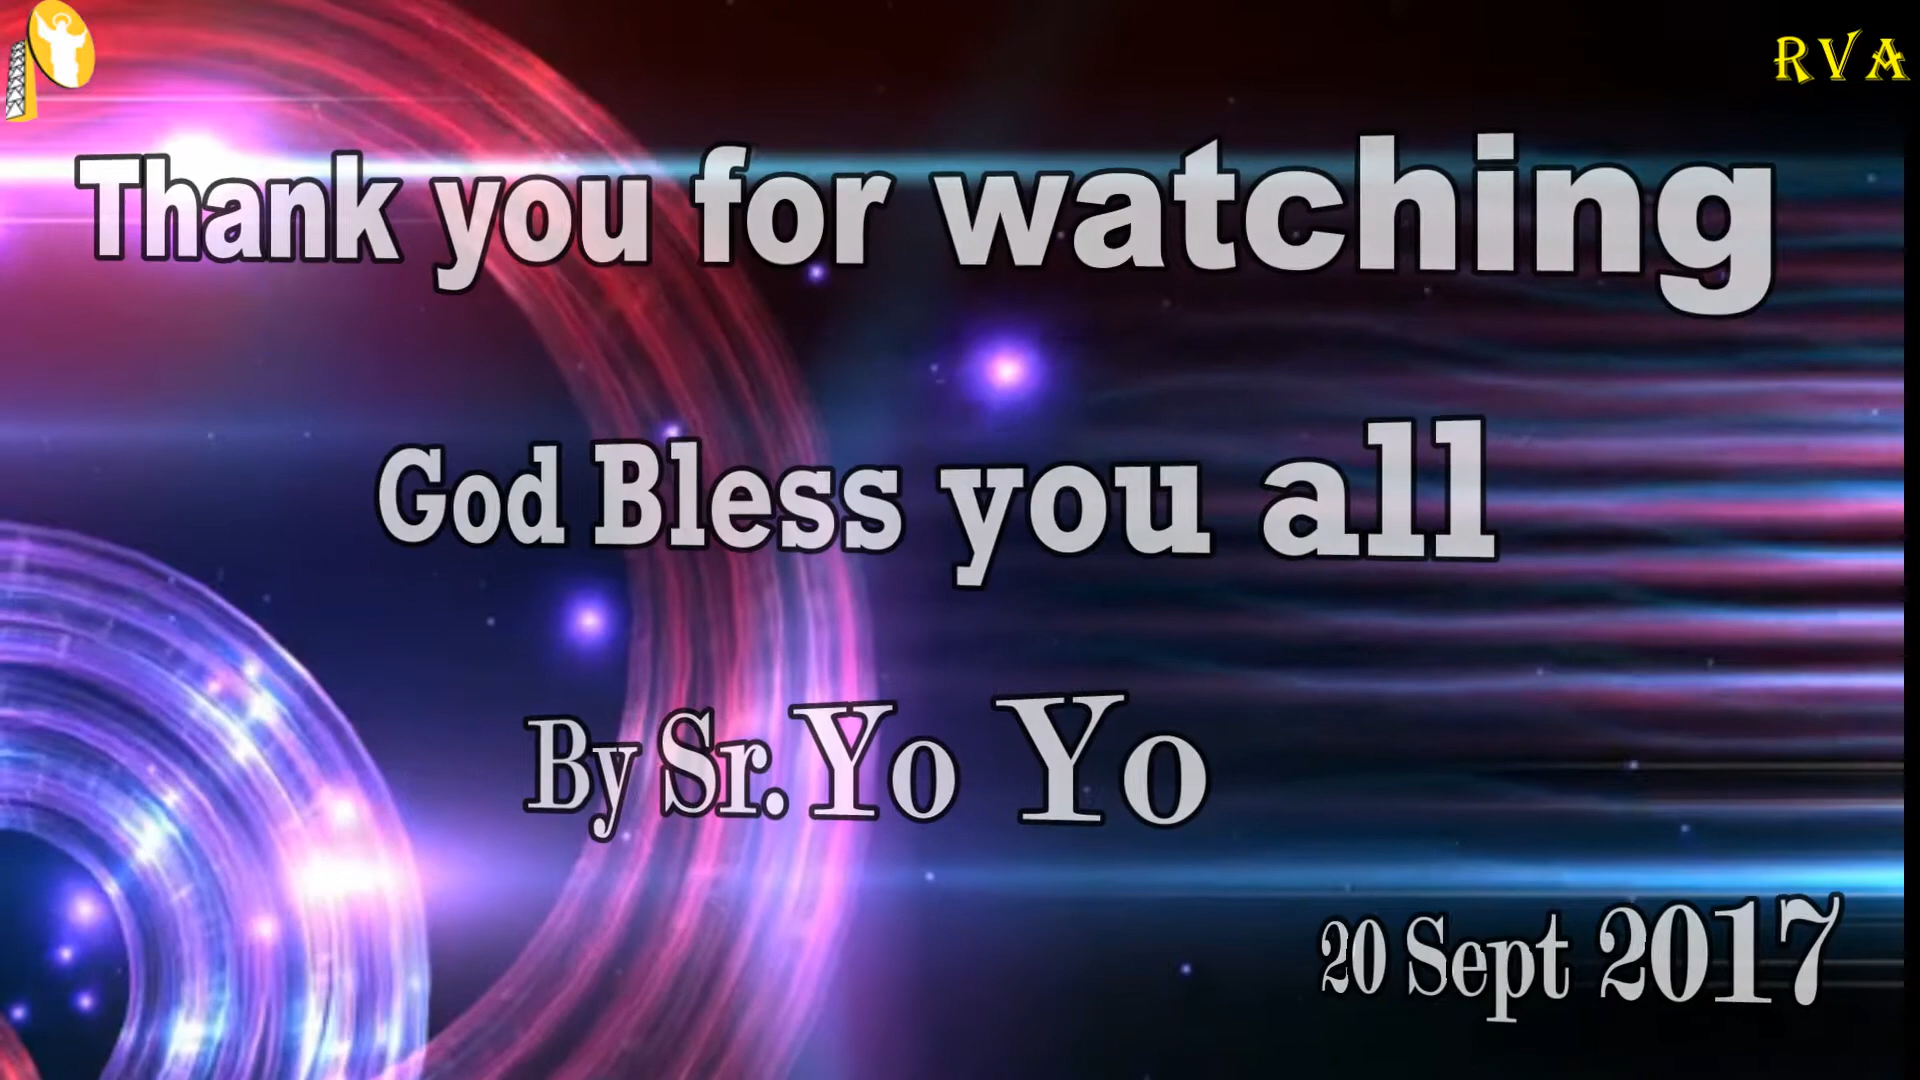 RVA
Thank you for watching
God Bless you all
By Sr. Yo Yo
20 Sept 2017